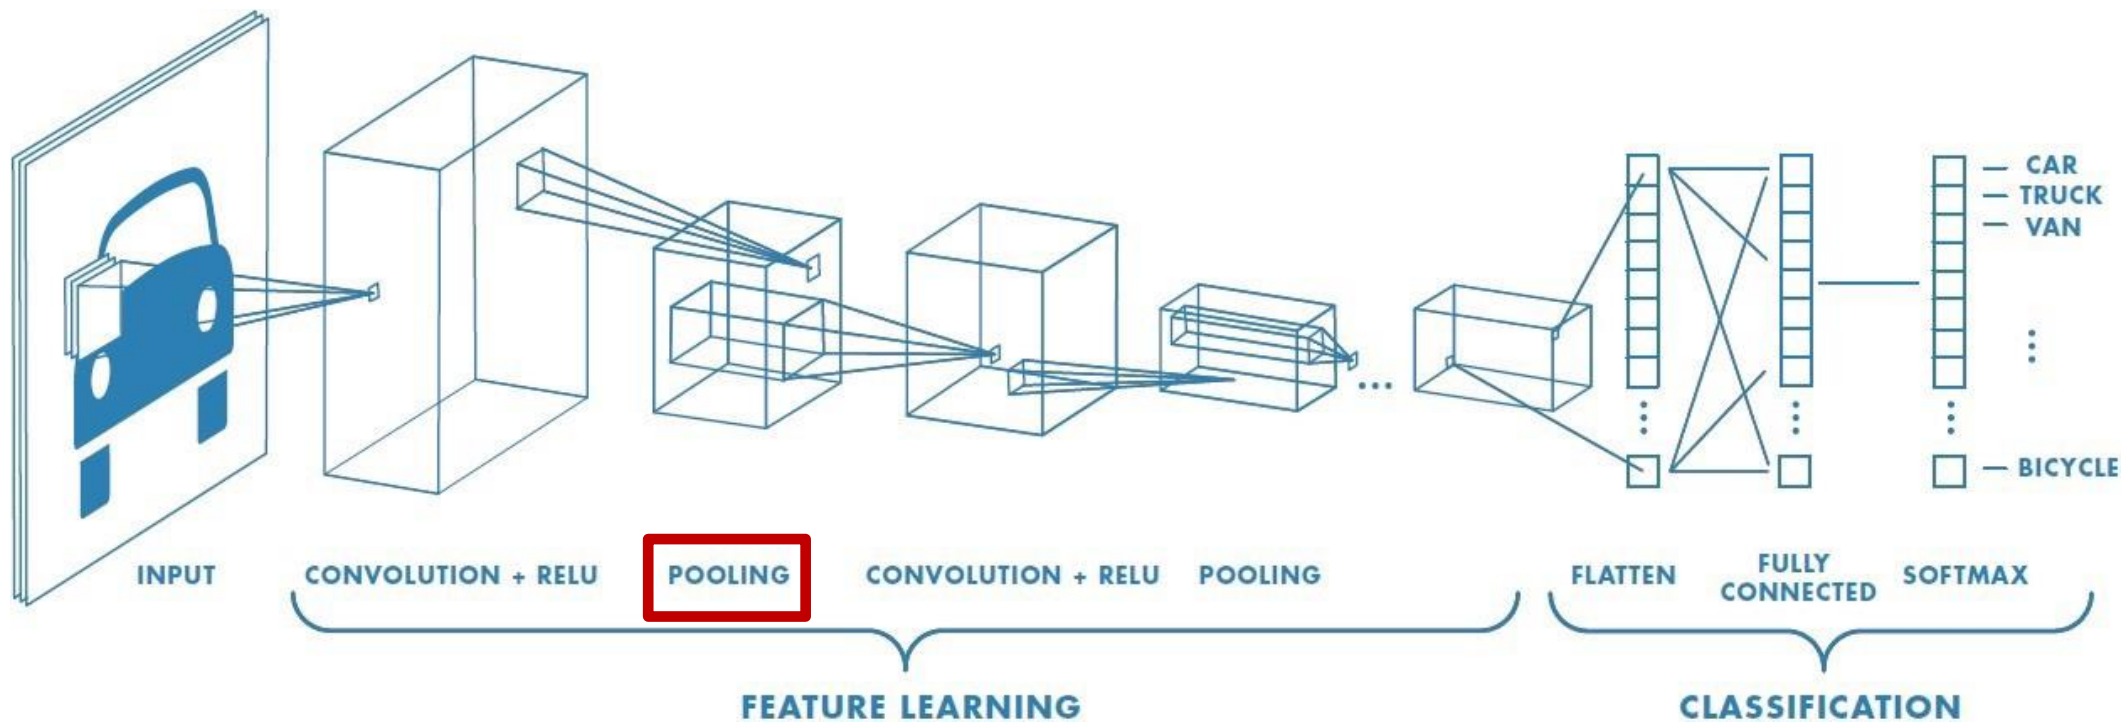 CAR
TRUCK
VAN
BICYCLE
INPUT
CONVOLUTION + RELU
POOLING
CONVOLUTION + RELU
POOLING
FLATTEN
FULLY
CONNECTED
SOFTMAX
FEATURE LEARNING
CLASSIFICATION